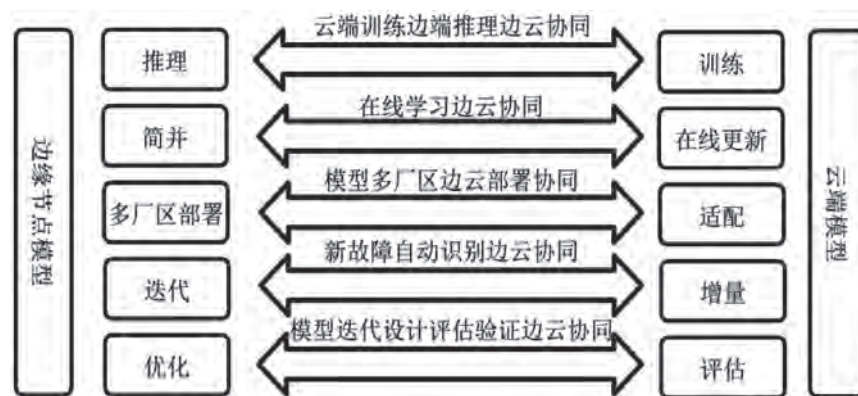 云端训练边端推理边云协同
推理
训练
在线学习边云协同
简并
在线更新
模型多厂区边云部署协同
多厂区部署
适配
新故障自动识别边云协同
迭代
增量
模型迭代设计评估验证边云协同
优化
评估
边缘节点模型
云端模型